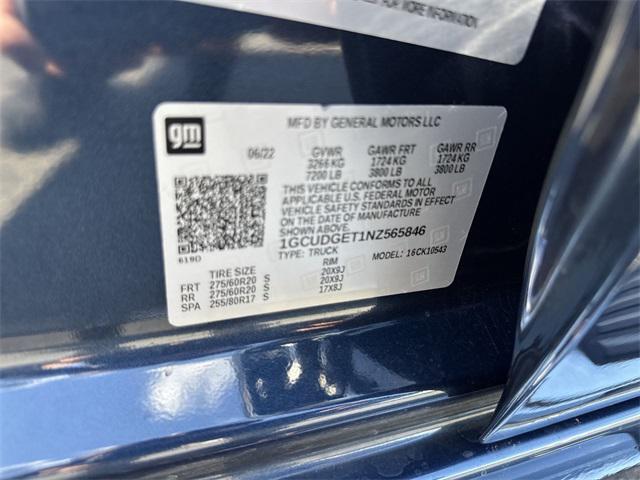 FOR MORE INFORMATION
gm
MFD BY GENERAL MOTORS LLC
06/22 GVWR GAWR FRT GAWR RR
3266 KG 1724 KG 1724 KG
7200 LB 3800 LB 3800 LB
THIS VEHICLE CONFORMS TO ALL
APPLICABLE U.S. FEDERAL MOTOR
VEHICLE SAFETY STANDARDS IN EFFECT
ON THE DATE OF MANUFACTURE
SHOWN ABOVE.
1GCUDGET1NZ565846
TYPE: TRUCK MODEL: 16CK10543
619D
TIRE SIZE RIM
FRT 275/60R20 S 20X9J
RR 275/60R20 S 20X9J
SPA 255/80R17 S 17X8J